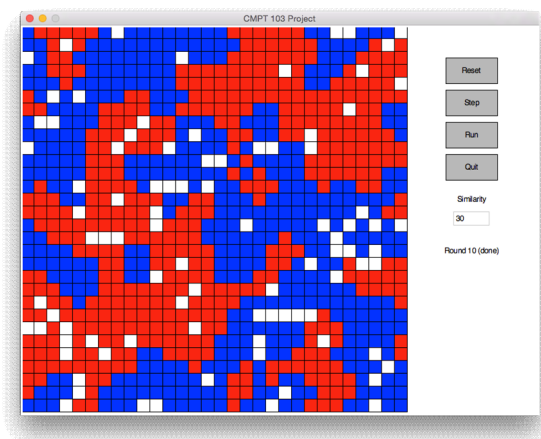 CMPT 103 Project
Reset
Step
Run
Quit
Similarity
30
Round 10 (done)